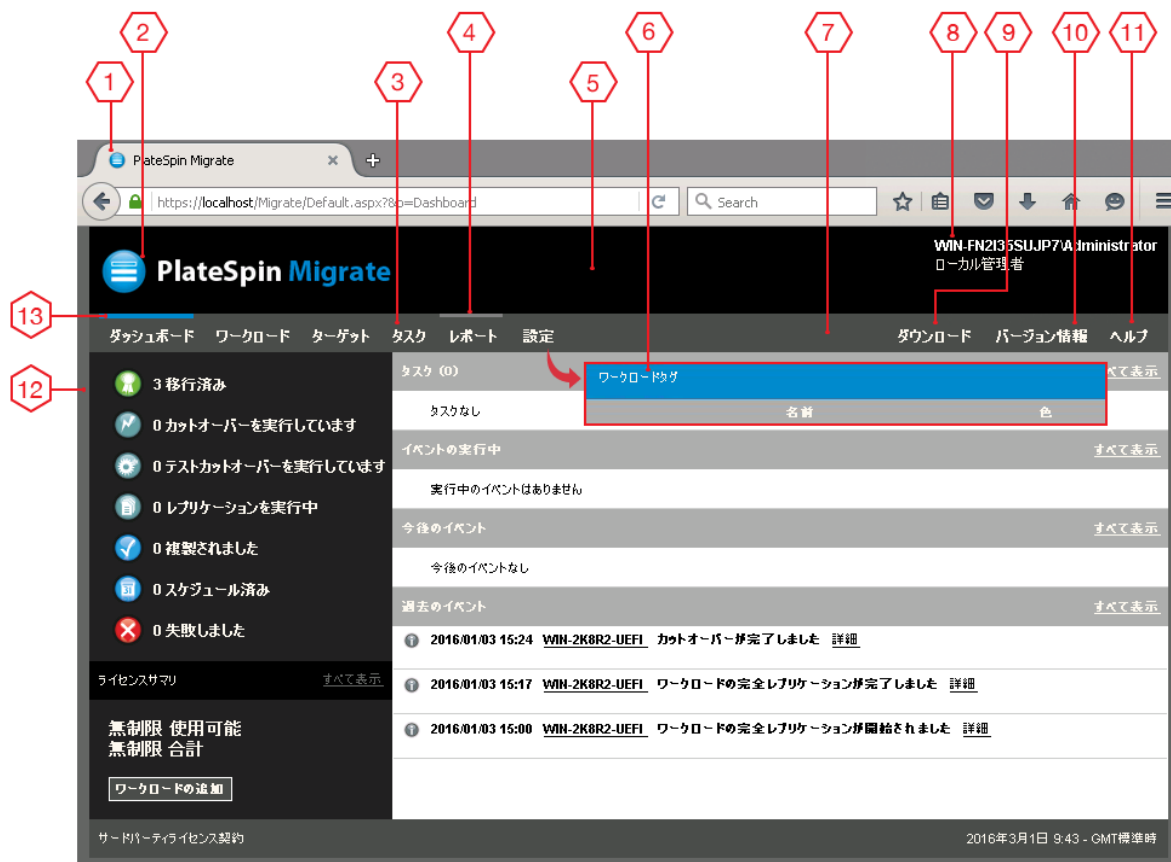 2
4
6
7
8
9
10
11
1
3
5
PlateSpin Migrate
https://localhost/Migrate/Default.aspx?&p=Dashboard
Search
WIN-FN2I35SUJP7\Administrator
ローカル管理者
PlateSpin Migrate
13
ダッシュボード ワークロード ターゲット タスク レポート 設定 ダウンロード バージョン情報 ヘルプ
12
3 移行済み
0 カットオーバーを実行しています
0 テストカットオーバーを実行しています
0 レプリケーションを実行中
0 複製されました
31
0 スケジュール済み
0 失敗しました
ライセンスサマリ すべて表示
無制限 使用可能
無制限 合計
ワークロードの追加
タスク (0) べて表示
ワークロードタグ
名前 色
タスクなし
イベントの実行中 すべて表示
実行中のイベントはありません
今後のイベント すべて表示
今後のイベントなし
過去のイベント すべて表示
2016/01/03 15:24 WIN-2K8R2-UEFI カットオーバーが完了しました 詳細
2016/01/03 15:17 WIN-2K8R2-UEFI ワークロードの完全レプリケーションが完了しました 詳細
2016/01/03 15:00 WIN-2K8R2-UEFI ワークロードの完全レプリケーションが開始されました 詳細
サードパーティライセンス契約 2016年3月1日 9:43 - GMT標準時